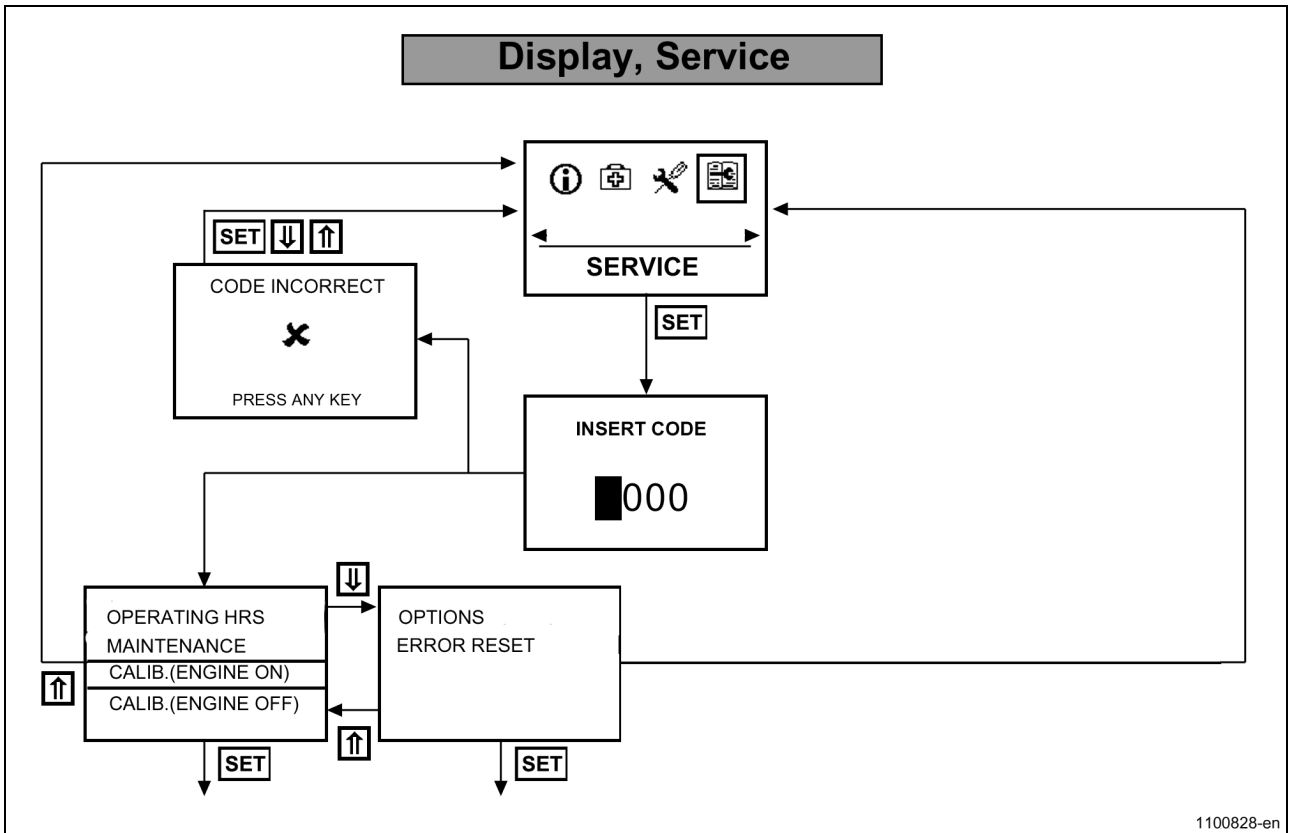 Display, Service
SERVICE
SET
SET ⇓ ⇑
CODE INCORRECT
PRESS ANY KEY
INSERT CODE
000
⇓
OPERATING HRS
MAINTENANCE
CALIB.(ENGINE ON)
CALIB.(ENGINE OFF)
OPTIONS
ERROR RESET
⇑
⇑
SET
SET
1100828-en